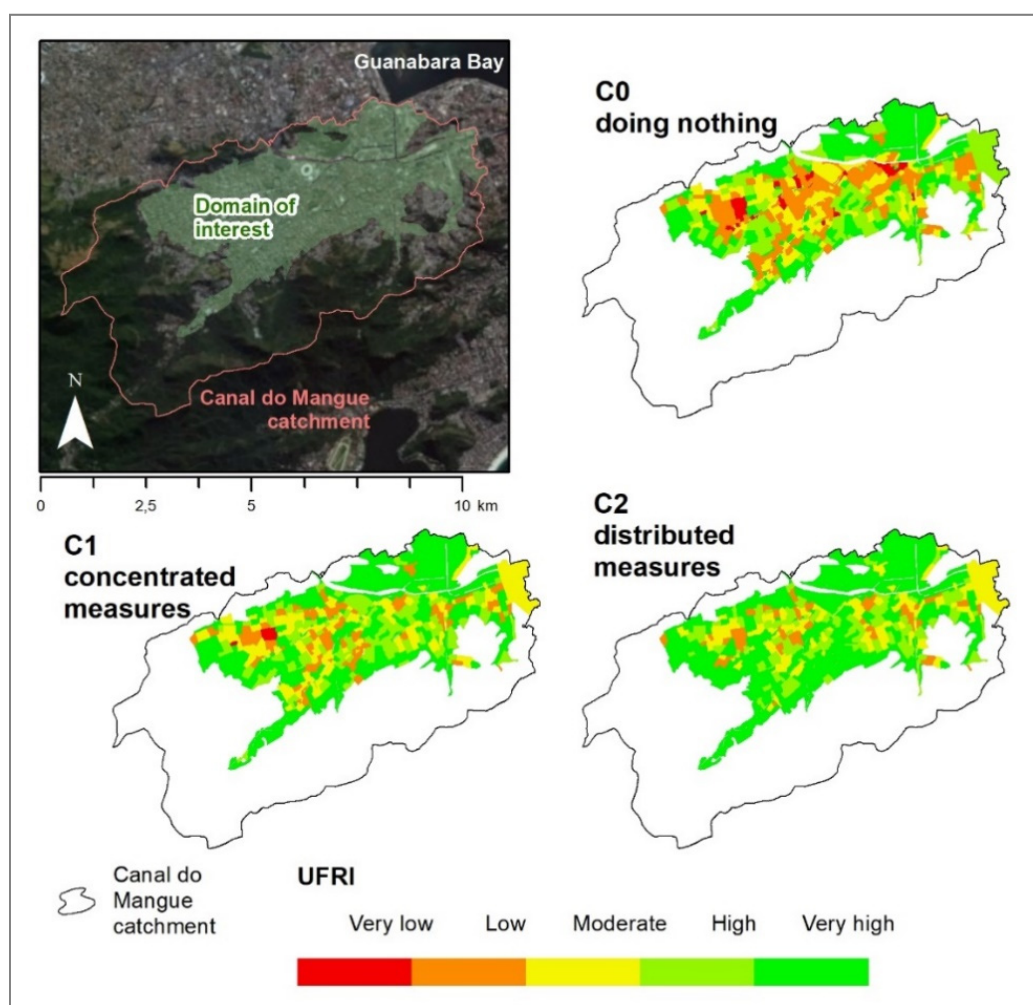 Guanabara Bay
Domain of
interest
N
Canal do Mangue
catchment
0 2,5 5 10 km
C0
doing nothing
C1
concentrated
measures
C2
distributed
measures
Canal do
Mangue
catchment
UFRI
Very low Low Moderate High Very high